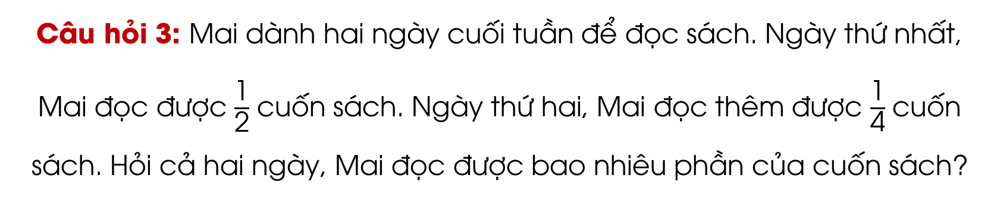 Câu hỏi 3: Mai dành hai ngày cuối tuần để đọc sách. Ngày thứ nhất,
Mai đọc được 1/2 cuốn sách. Ngày thứ hai, Mai đọc thêm được 1/4 cuốn
sách. Hỏi cả hai ngày, Mai đọc được bao nhiêu phần của cuốn sách?